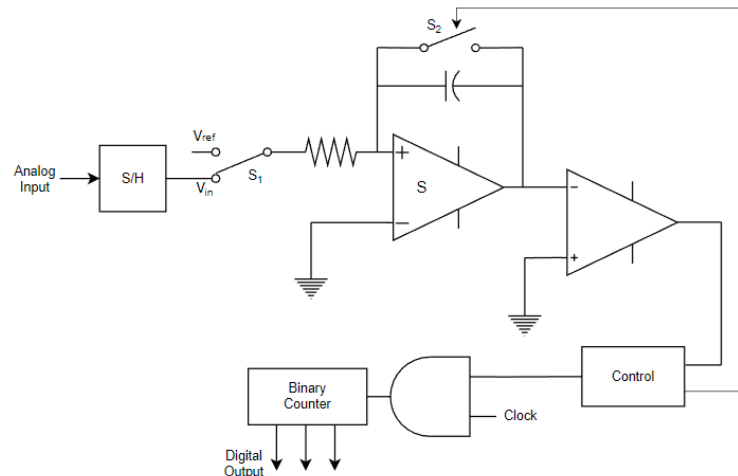 S₂
Vref
Analog
Input
S/H
Vin
S₁
+
S
−
−
+
Binary
Counter
Clock
Control
Digital
Output